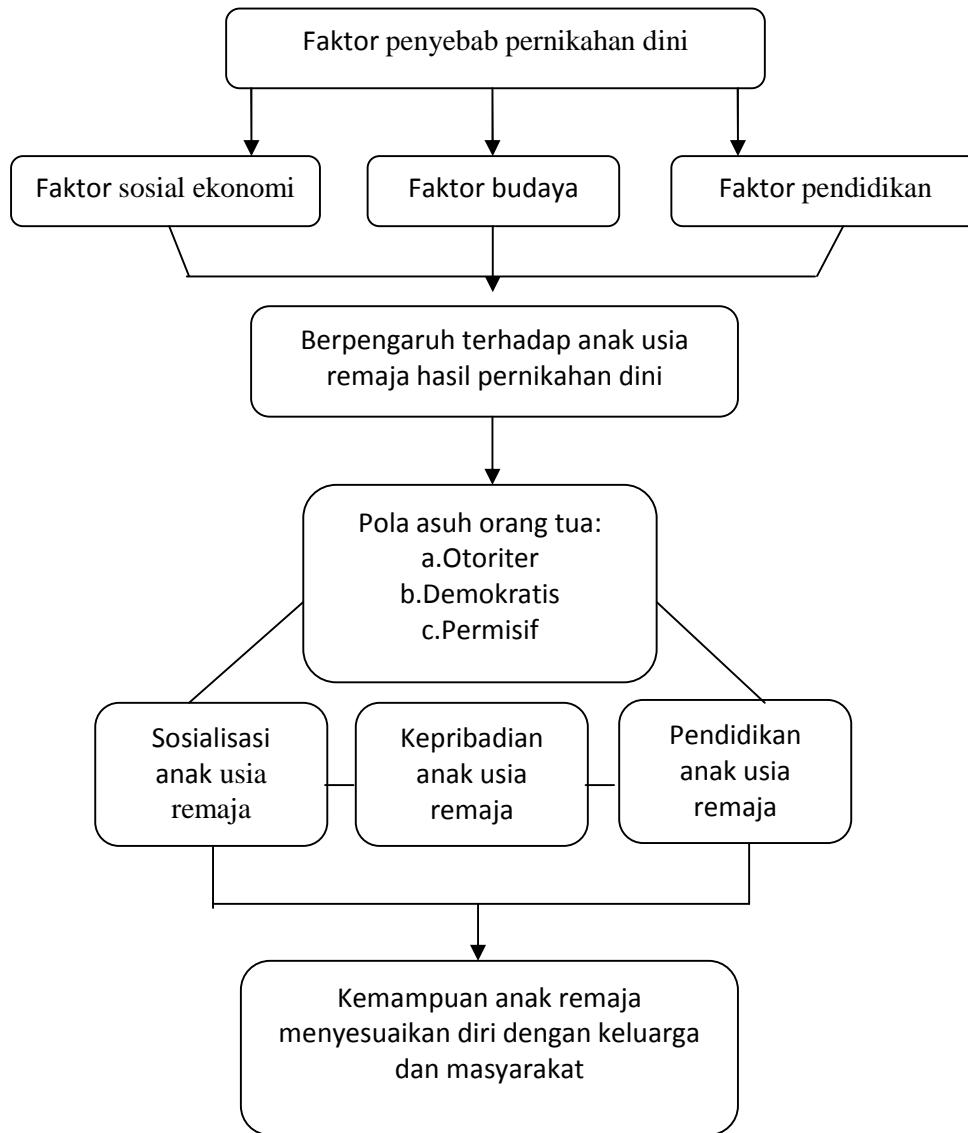 Faktor penyebab pernikahan dini
Faktor sosial ekonomi
Faktor budaya
Faktor pendidikan
Berpengaruh terhadap anak usia
remaja hasil pernikahan dini
Pola asuh orang tua:
a.Otoriter
b.Demokratis
c.Permisif
Sosialisasi
anak usia
remaja
Kepribadian
anak usia
remaja
Pendidikan
anak usia
remaja
Kemampuan anak remaja
menyesuaikan diri dengan keluarga
dan masyarakat